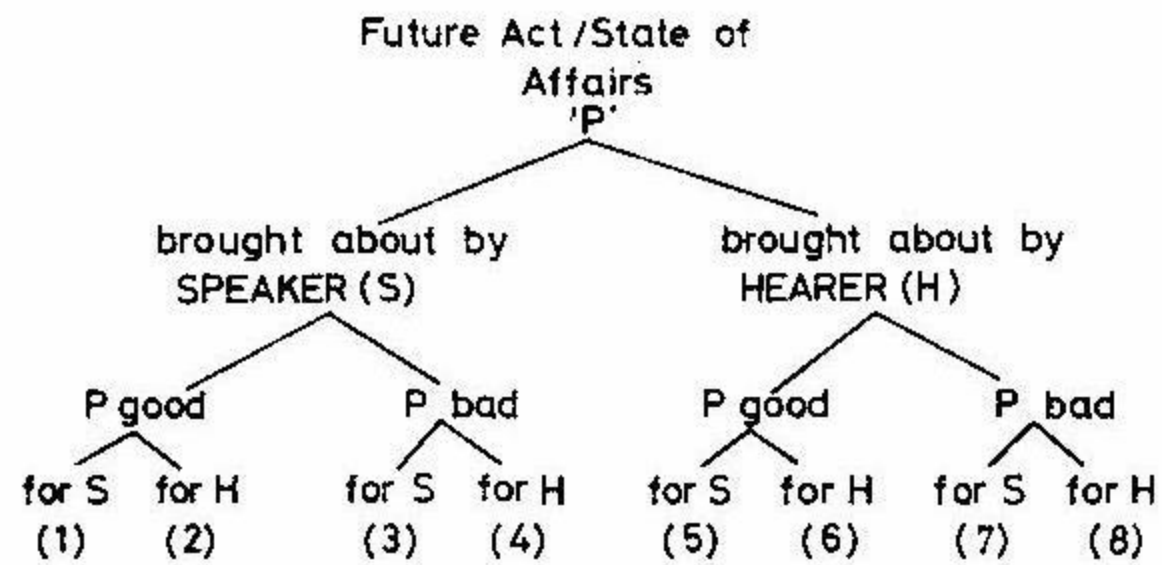 Future Act/State of
Affairs
'P'
brought about by
SPEAKER (S)
brought about by
HEARER (H)
P good
P bad
P good
P bad
for S
for H
for S
for H
for S
for H
for S
for H
(1)
(2)
(3)
(4)
(5)
(6)
(7)
(8)